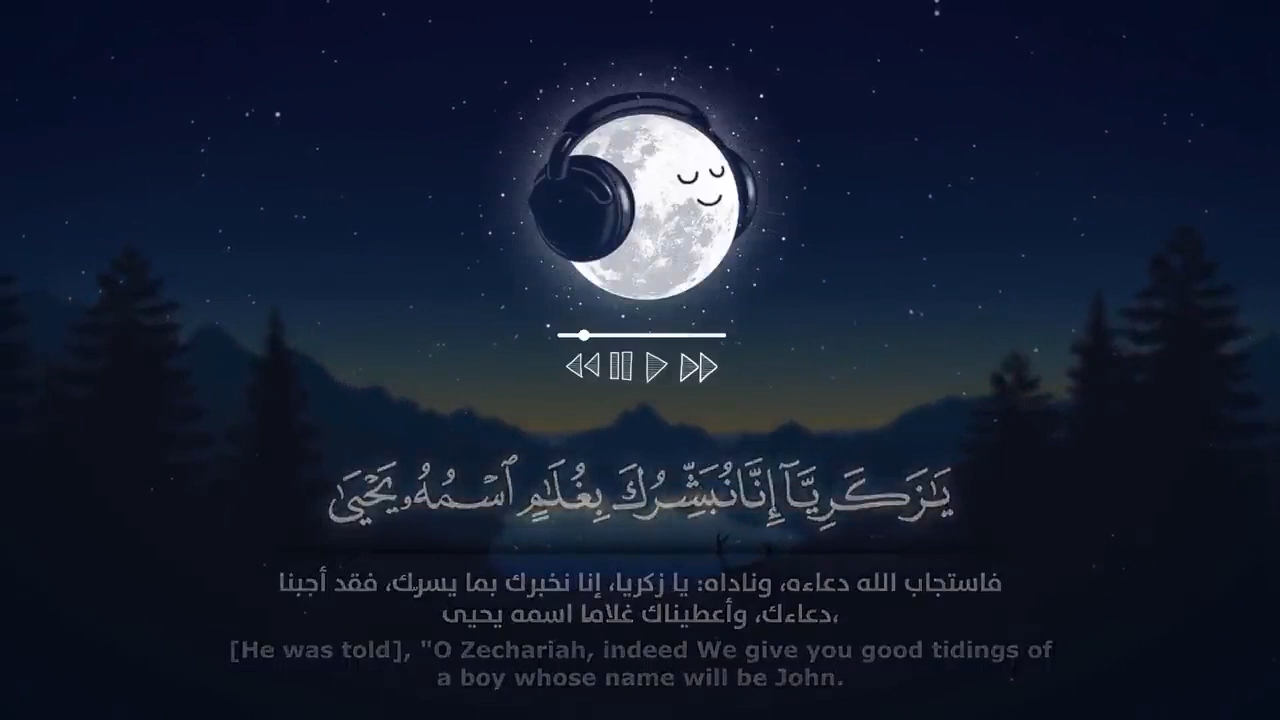 يَٰزَكَرِيَّآ إِنَّا نُبَشِّرُكَ بِغُلَٰمٍ ٱسْمُهُۥ يَحْيَىٰ
فاستجاب الله دعاءه، وناداه: يا زكريا، إنا نخبرك بما يسرك، فقد أجبنا
دعاءك، وأعطيناك غلاما اسمه يحيى،
[He was told], "O Zechariah, indeed We give you good tidings of
a boy whose name will be John.